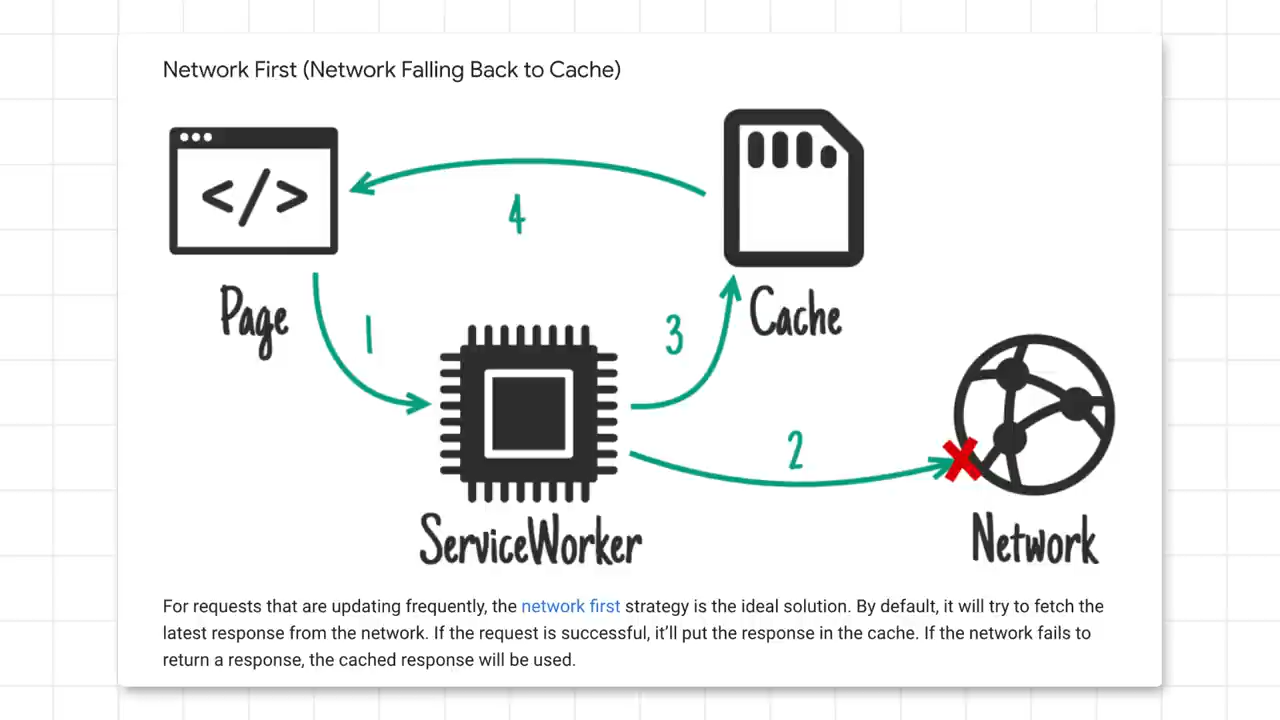 Network First (Network Falling Back to Cache)
</>
4
Page
1
3
Cache
2
ServiceWorker
Network
For requests that are updating frequently, the network first strategy is the ideal solution. By default, it will try to fetch the
latest response from the network. If the request is successful, it’ll put the response in the cache. If the network fails to
return a response, the cached response will be used.